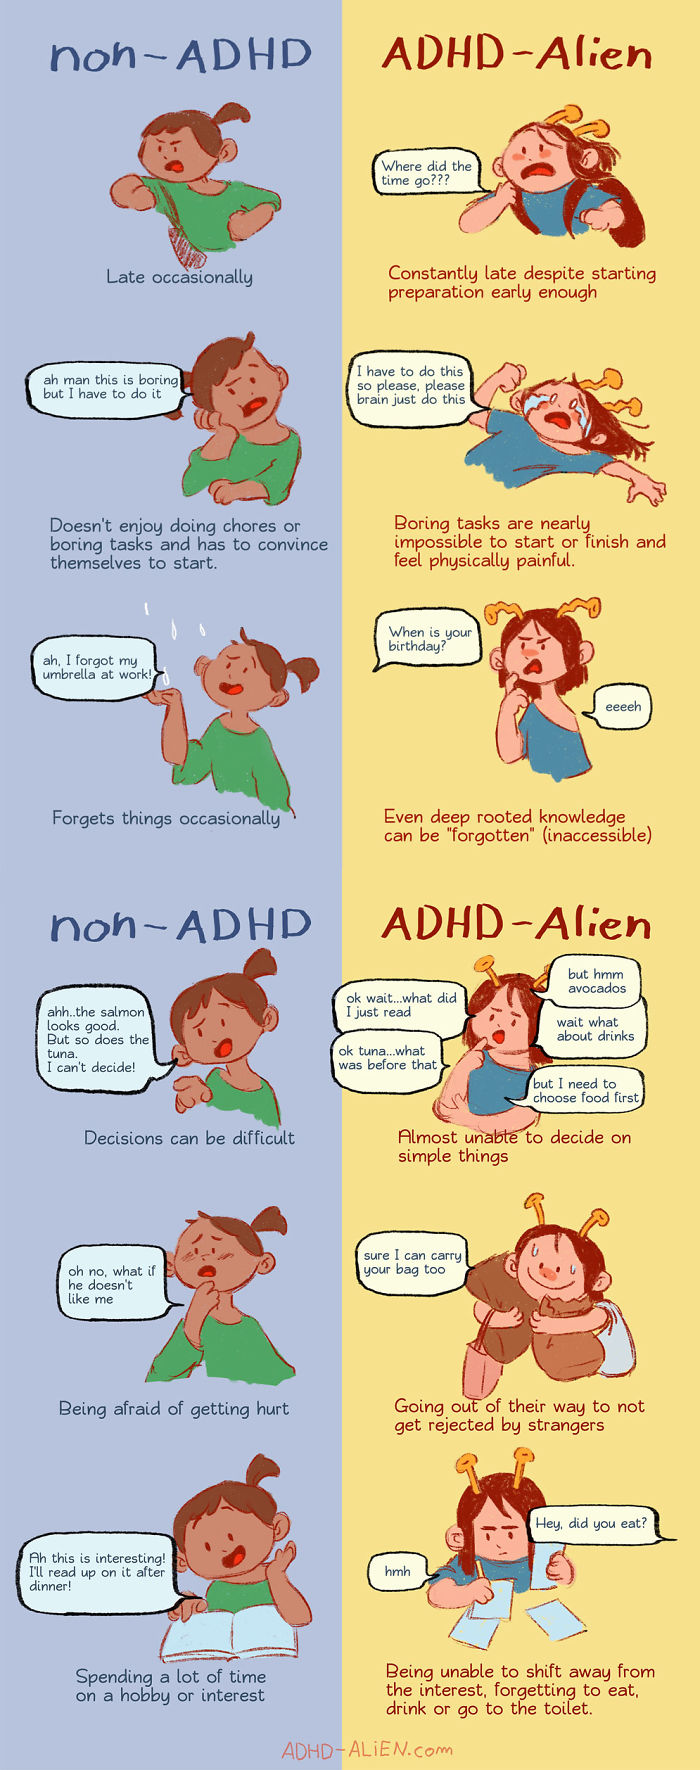 non-ADHD
ADHD-Alien
Where did the
time go???
Late occasionally
Constantly late despite starting
preparation early enough
ah man this is boring
but I have to do it
I have to do this
so please, please
brain just do this
Doesn't enjoy doing chores or
boring tasks and has to convince
themselves to start.
Boring tasks are nearly
impossible to start or finish and
feel physically painful.
ah, I forgot my
umbrella at work!
When is your
birthday?
eeeeh
Forgets things occasionally
Even deep rooted knowledge
can be "forgotten" (inaccessible)
non-ADHD
ADHD-Alien
ahh..the salmon
looks good.
But so does the
tuna.
I can't decide!
ok wait...what did
I just read
but hmm
avocados
wait what
about drinks
ok tuna...what
was before that
but I need to
choose food first
Decisions can be difficult
Almost unable to decide on
simple things
oh no, what if
he doesn't
like me
sure I can carry
your bag too
Being afraid of getting hurt
Going out of their way to not
get rejected by strangers
Ah this is interesting!
I'll read up on it after
dinner!
Hey, did you eat?
hmh
Spending a lot of time
on a hobby or interest
Being unable to shift away from
the interest, forgetting to eat,
drink or go to the toilet.
ADHD-ALiEN.com